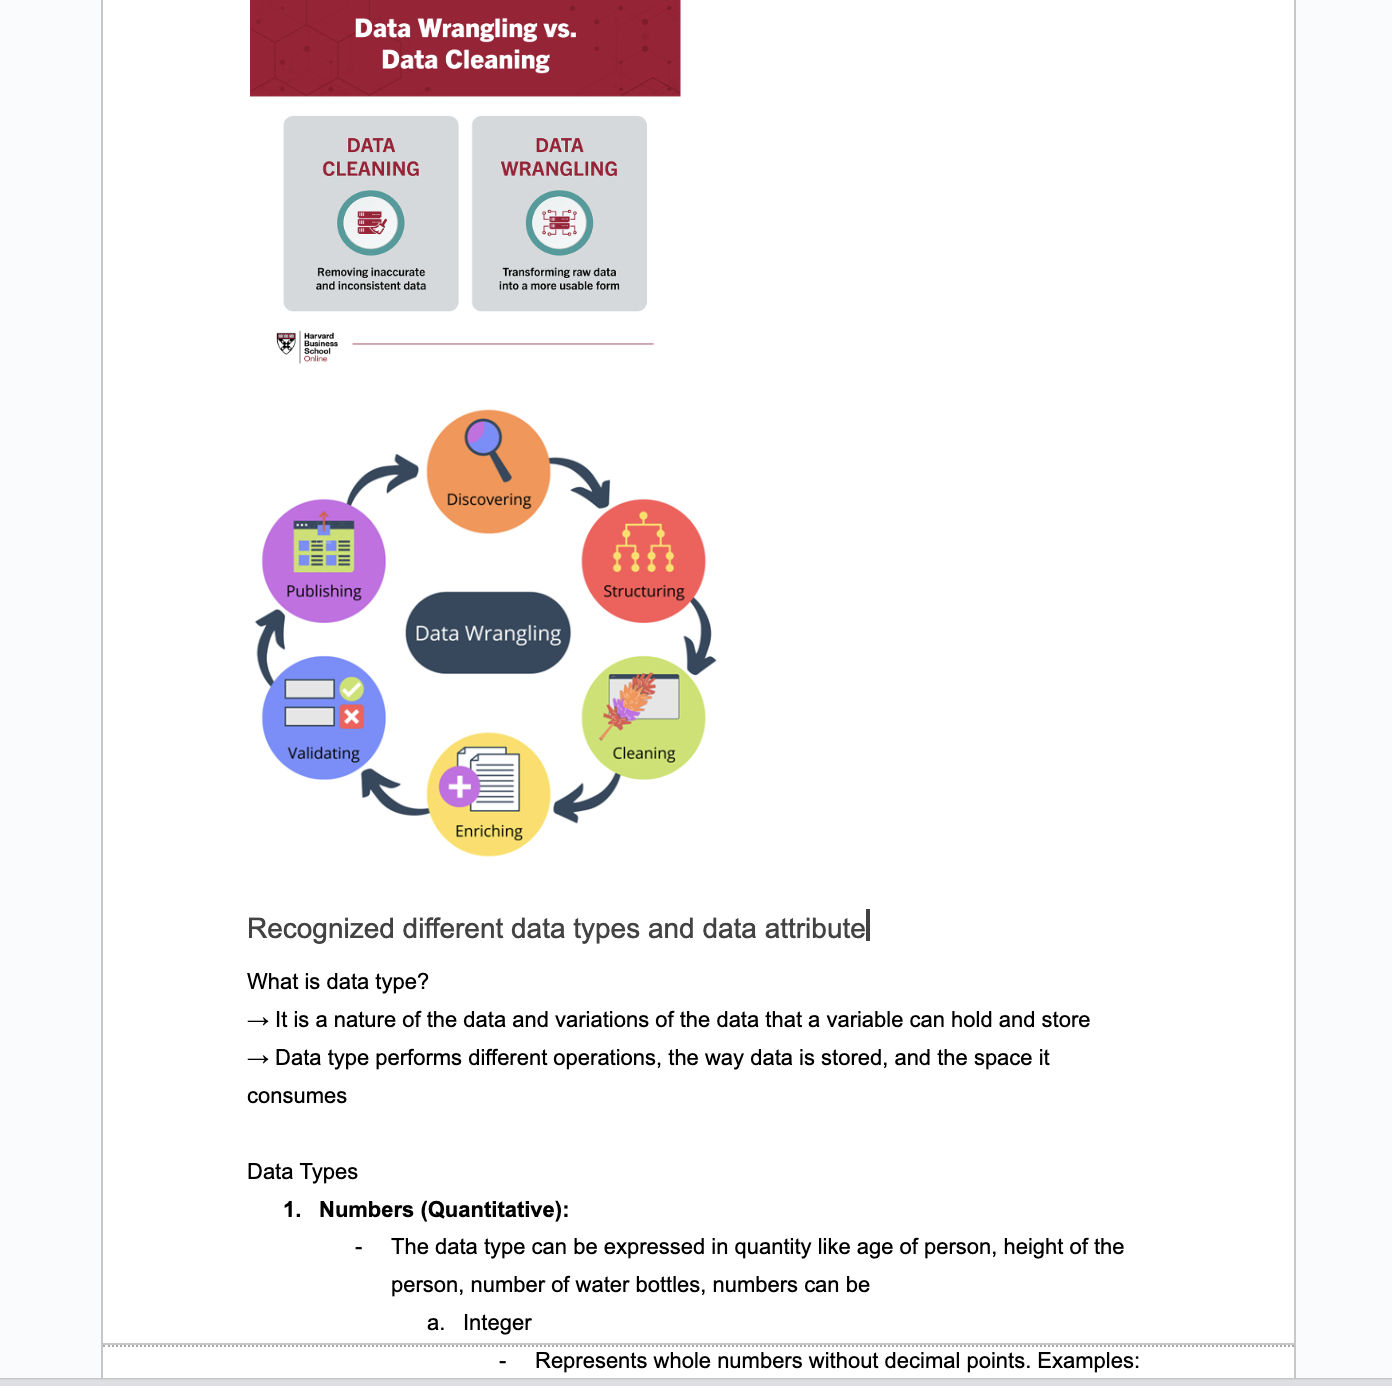 Data Wrangling vs.
Data Cleaning
DATA
CLEANING
Removing inaccurate
and inconsistent data
DATA
WRANGLING
Transforming raw data
into a more usable form
Harvard
Business
School
Online
Discovering
Structuring
Cleaning
Enriching
Validating
Publishing
Data Wrangling
Recognized different data types and data attribute
What is data type?
→ It is a nature of the data and variations of the data that a variable can hold and store
→ Data type performs different operations, the way data is stored, and the space it
consumes
Data Types
1. Numbers (Quantitative):
- The data type can be expressed in quantity like age of person, height of the
person, number of water bottles, numbers can be
a. Integer
- Represents whole numbers without decimal points. Examples: